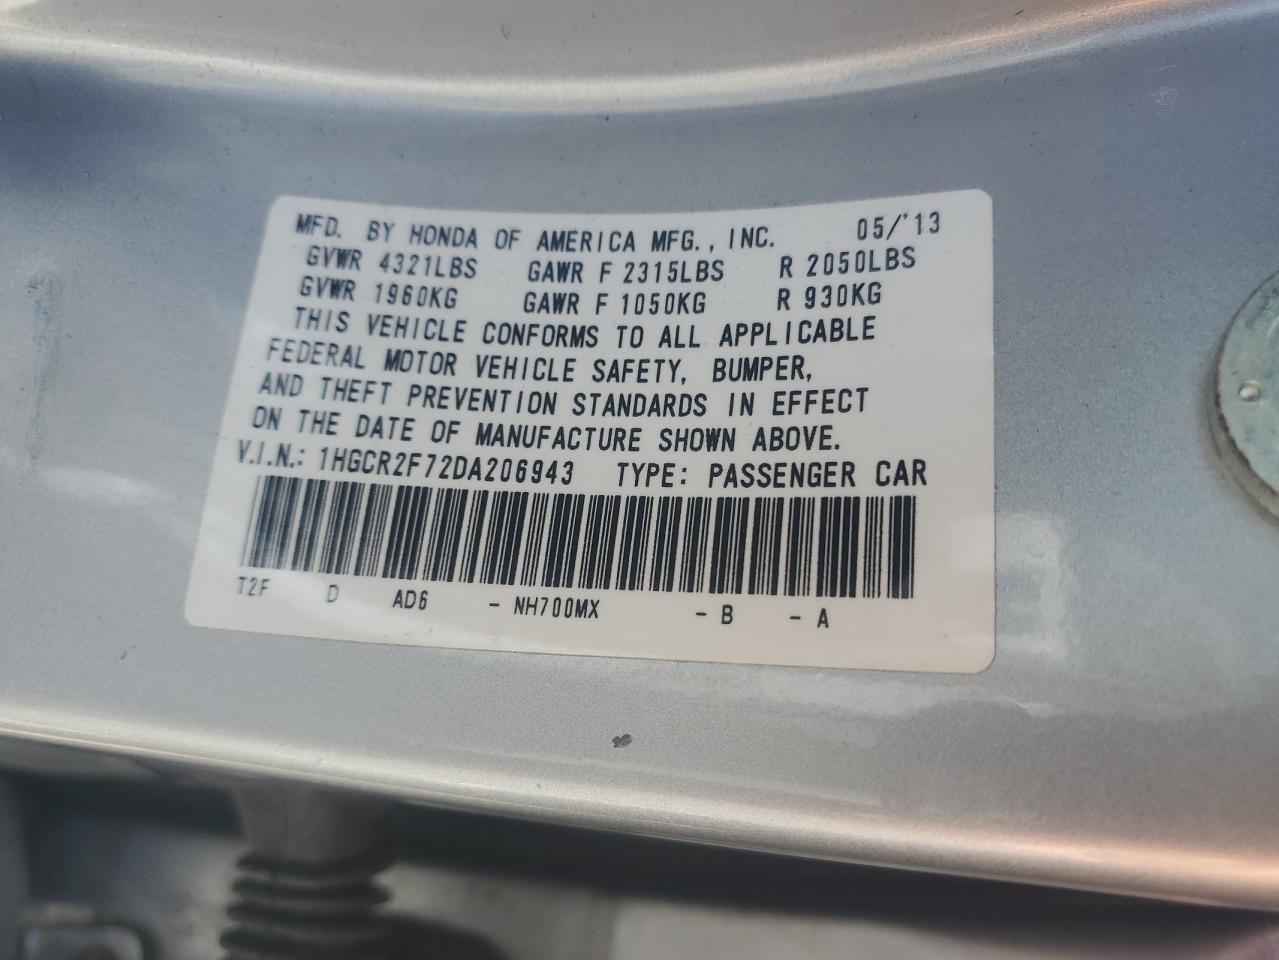 MFD. BY HONDA OF AMERICA MFG., INC. 05/'13
GVWR 4321LBS GAWR F 2315LBS R 2050LBS
GVWR 1960KG GAWR F 1050KG R 930KG
THIS VEHICLE CONFORMS TO ALL APPLICABLE
FEDERAL MOTOR VEHICLE SAFETY, BUMPER,
AND THEFT PREVENTION STANDARDS IN EFFECT
ON THE DATE OF MANUFACTURE SHOWN ABOVE.
V.I.N.: 1HGCR2F72DA206943 TYPE: PASSENGER CAR
T2F D AD6 - NH700MX - B - A